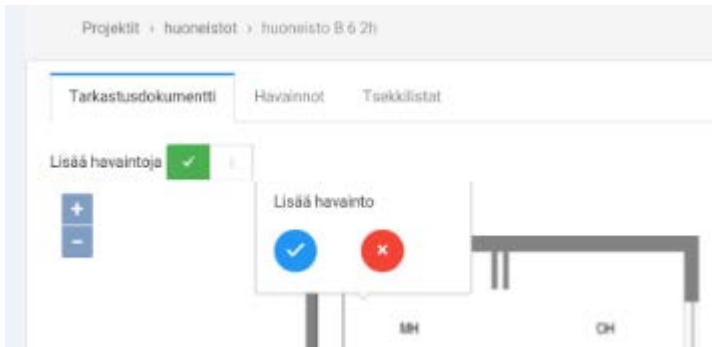 Projektit › huoneistot › huoneisto B 6 2h
Tarkastusdokumentti Havainnot Tsekkilistat
Lisää havaintoja
+
Lisää havainto
−
MH OH